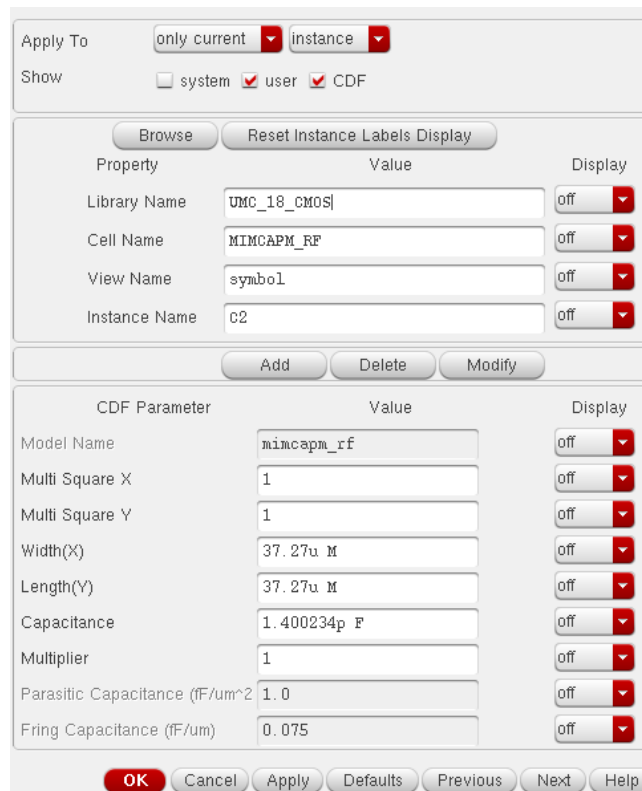 Apply To only current instance
Show system user CDF
Browse Reset Instance Labels Display
Property Value Display
Library Name UMC_18_CMOS off
Cell Name MIMCAPM_RF off
View Name symbol off
Instance Name C2 off
Add Delete Modify
CDF Parameter Value Display
Model Name mimcapm_rf off
Multi Square X 1 off
Multi Square Y 1 off
Width(X) 37.27u M off
Length(Y) 37.27u M off
Capacitance 1.400234p F off
Multiplier 1 off
Parasitic Capacitance (fF/um^2 1.0 off
Fring Capacitance (fF/um) 0.075 off
OK Cancel Apply Defaults Previous Next Help